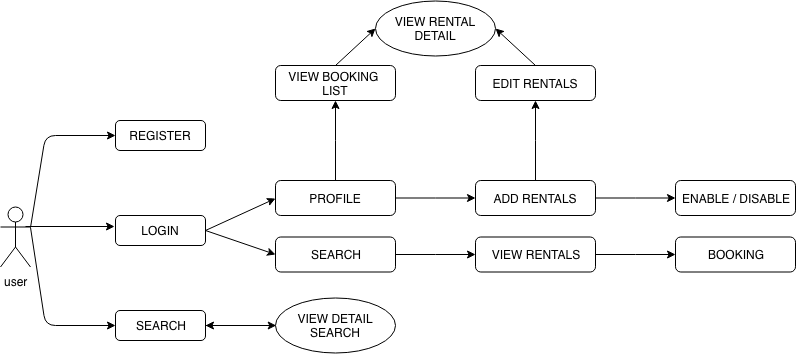 VIEW RENTAL
DETAIL
VIEW BOOKING
LIST
EDIT RENTALS
REGISTER
PROFILE
ADD RENTALS
ENABLE / DISABLE
LOGIN
SEARCH
VIEW RENTALS
BOOKING
user
SEARCH
VIEW DETAIL
SEARCH